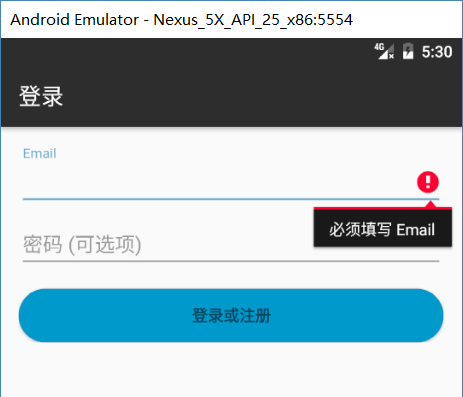 Android Emulator - Nexus_5X_API_25_x86:5554
4G 5:30
登录
Email
必须填写 Email
密码 (可选项)
登录或注册